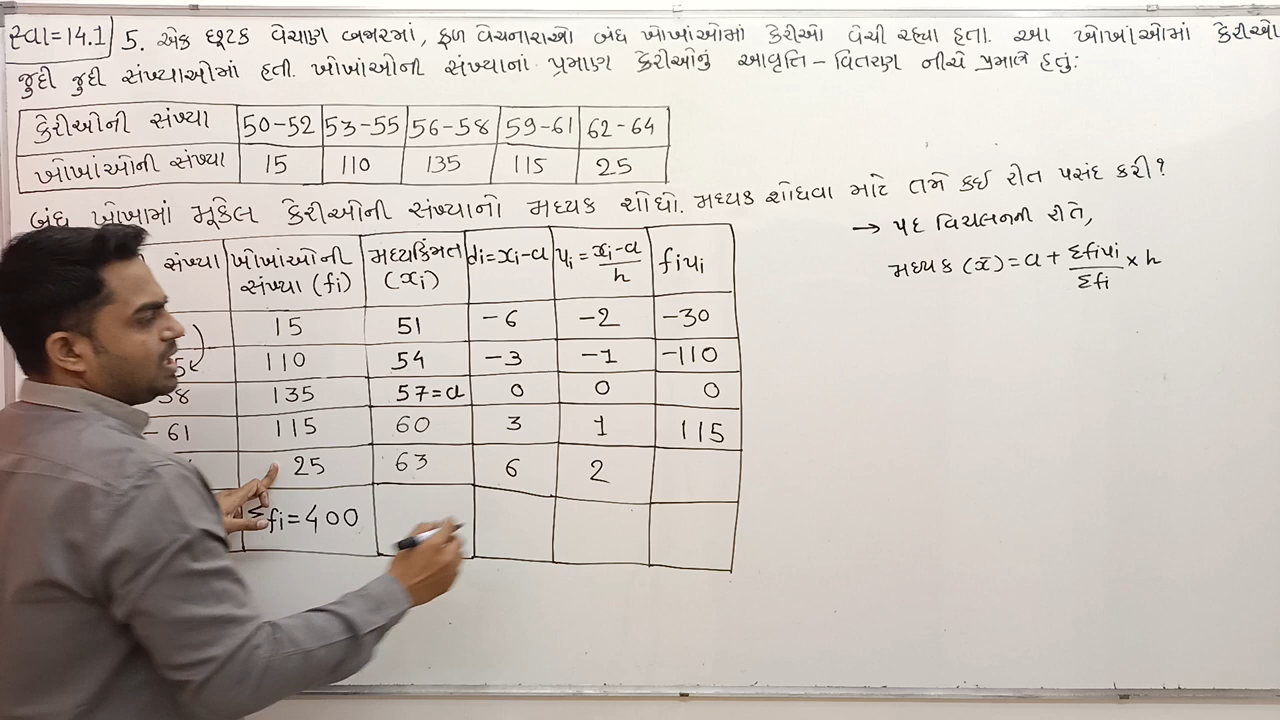 સ્વા=14.1 5. એક છૂટક વેચાણ બજારમાં, ફળ વેચનારાઓ બંધ ખોખાંઓમાં કેરીઓ વેચી રહ્યા હતા. આ ખોખાંઓમાં કેરીઓ
જુદી જુદી સંખ્યાઓમાં હતી. ખોખાંઓની સંખ્યાનાં પ્રમાણે કેરીઓનું આવૃત્તિ-વિતરણ નીચે પ્રમાણે હતું:
કેરીઓની સંખ્યા 50-52 53-55 56-58 59-61 62-64
ખોખાંઓની સંખ્યા 15 110 135 115 25
બંધ ખોખામાં મૂકેલ કેરીઓની સંખ્યાનો મધ્યક શોધો. મધ્યક શોધવા માટે તમે કઈ રીત પસંદ કરી?
→ પદ વિચલનની રીતે,
મધ્યક (x̄) = a + Σfiui/Σfi × h
સંખ્યા ખોખાંઓની સંખ્યા (fi) મધ્યકિંમત (xi) di=xi-a ui=xi-a/h fiui
15 51 -6 -2 -30
5 110 54 -3 -1 -110
58 135 57=a 0 0 0
-61 115 60 3 1 115
25 63 6 2
Σfi=400